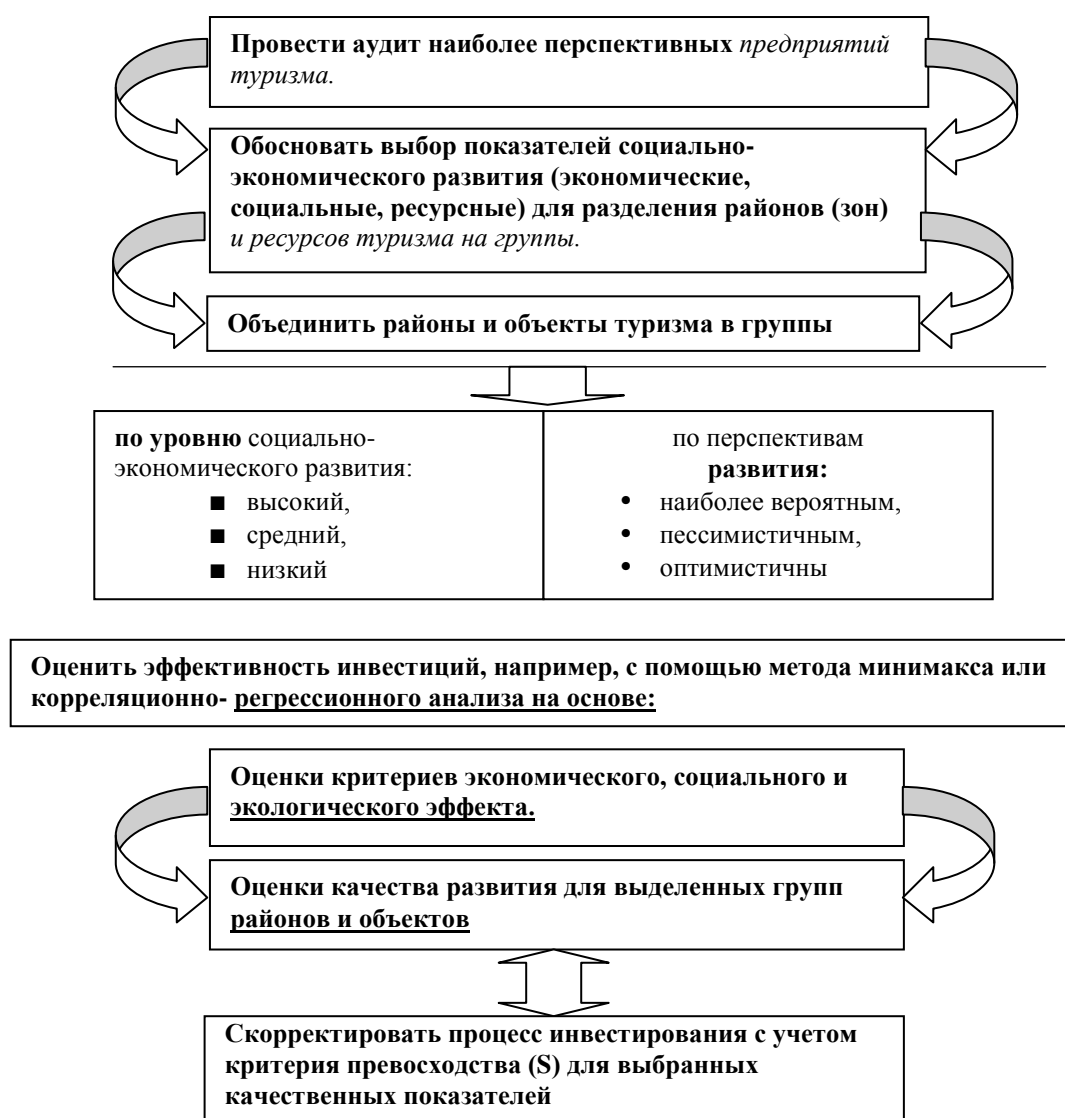 Провести аудит наиболее перспективных предприятий
туризма.
Обосновать выбор показателей социально-
экономического развития (экономические,
социальные, ресурсные) для разделения районов (зон)
и ресурсов туризма на группы.
Объединить районы и объекты туризма в группы
по уровню социально-
экономического развития:
■ высокий,
■ средний,
■ низкий
по перспективам
развития:
• наиболее вероятным,
• пессимистичным,
• оптимистичны
Оценить эффективность инвестиций, например, с помощью метода минимакса или
корреляционно- регрессионного анализа на основе:
Оценки критериев экономического, социального и
экологического эффекта.
Оценки качества развития для выделенных групп
районов и объектов
Скорректировать процесс инвестирования с учетом
критерия превосходства (S) для выбранных
качественных показателей